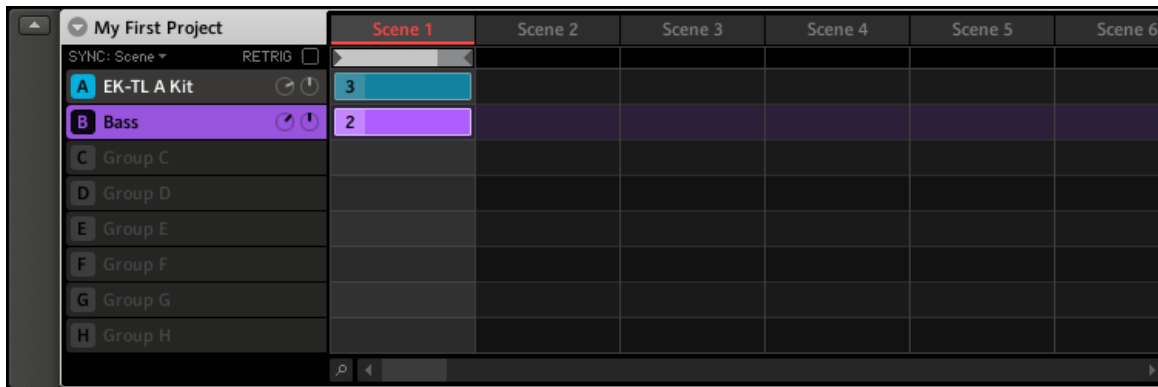 My First Project
Scene 1 Scene 2 Scene 3 Scene 4 Scene 5 Scene 6
SYNC: Scene RETRIG
A EK-TL A Kit 3
B Bass 2
C Group C
D Group D
E Group E
F Group F
G Group G
H Group H